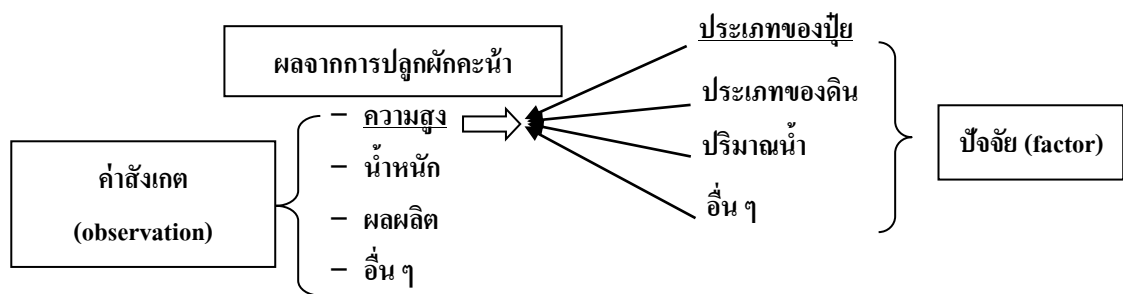 ผลจากการปลูกผักคะน้า
ค่าสังเกต
(observation)
– ความสูง
– น้ำหนัก
– ผลผลิต
– อื่น ๆ
ประเภทของปุ๋ย
ประเภทของดิน
ปริมาณน้ำ
อื่น ๆ
ปัจจัย (factor)